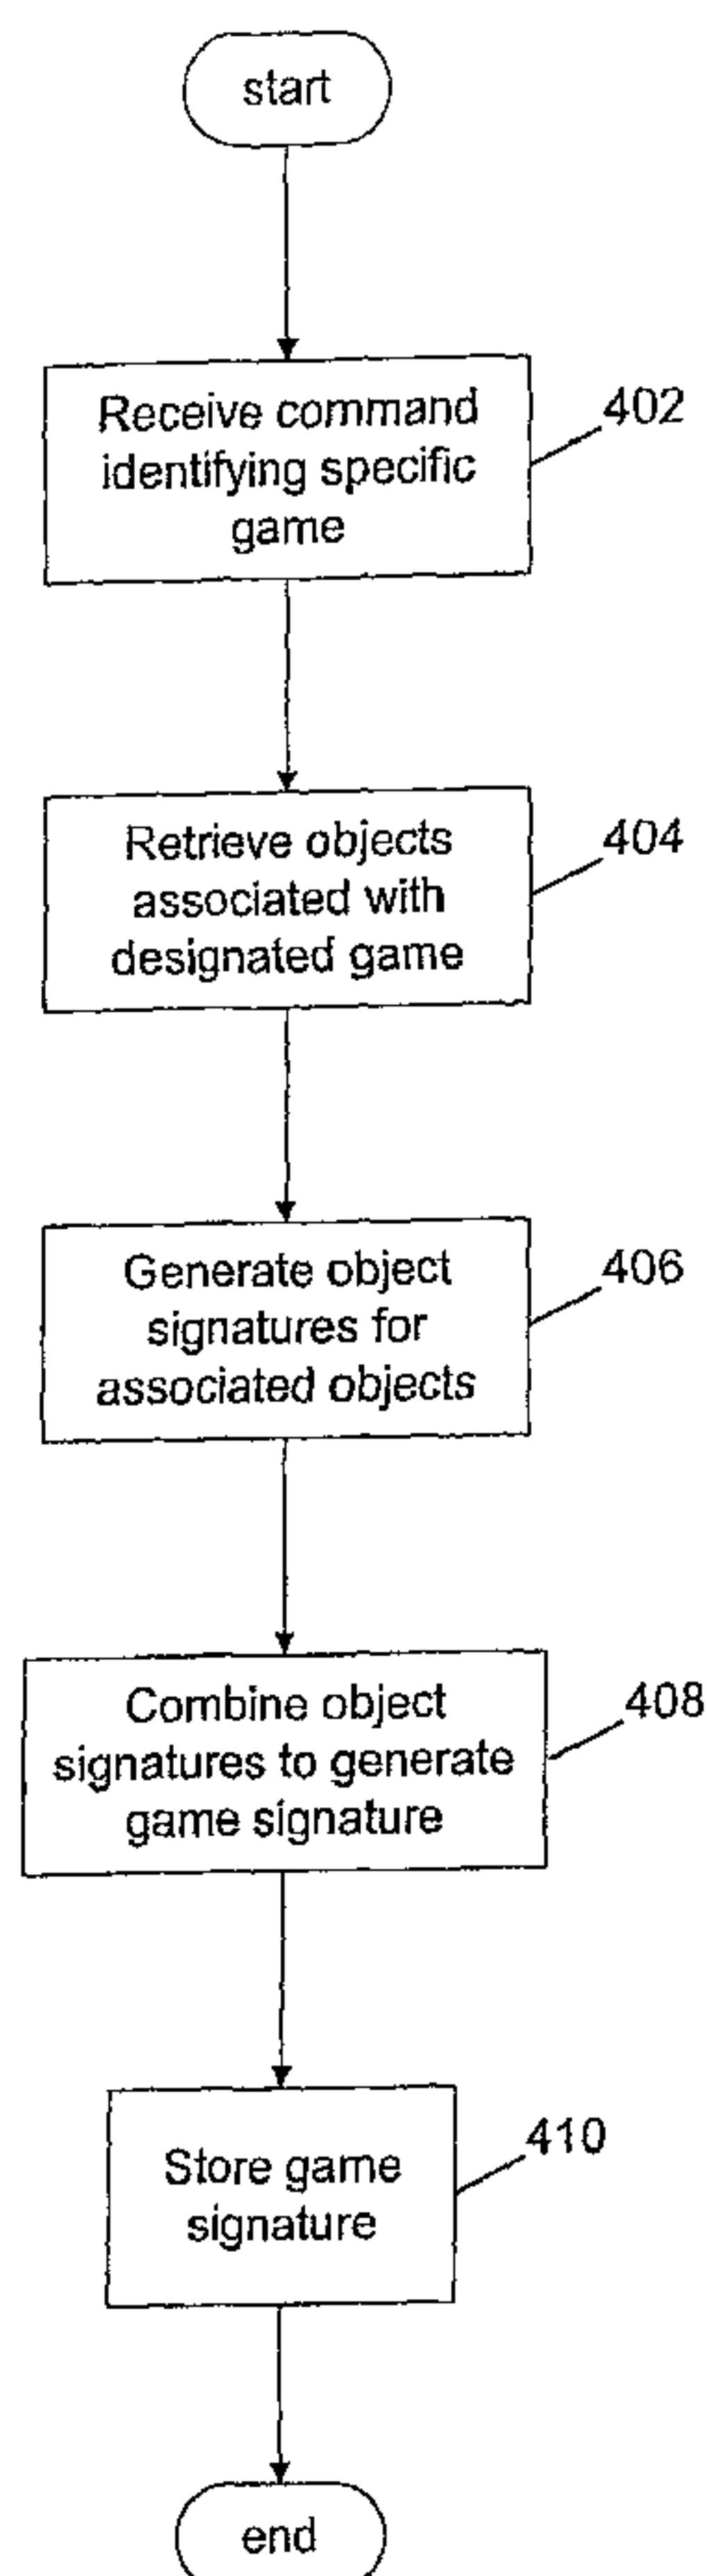 start
Receive command
identifying specific
game
402
Retrieve objects
associated with
designated game
404
Generate object
signatures for
associated objects
406
Combine object
signatures to generate
game signature
408
Store game
signature
410
end